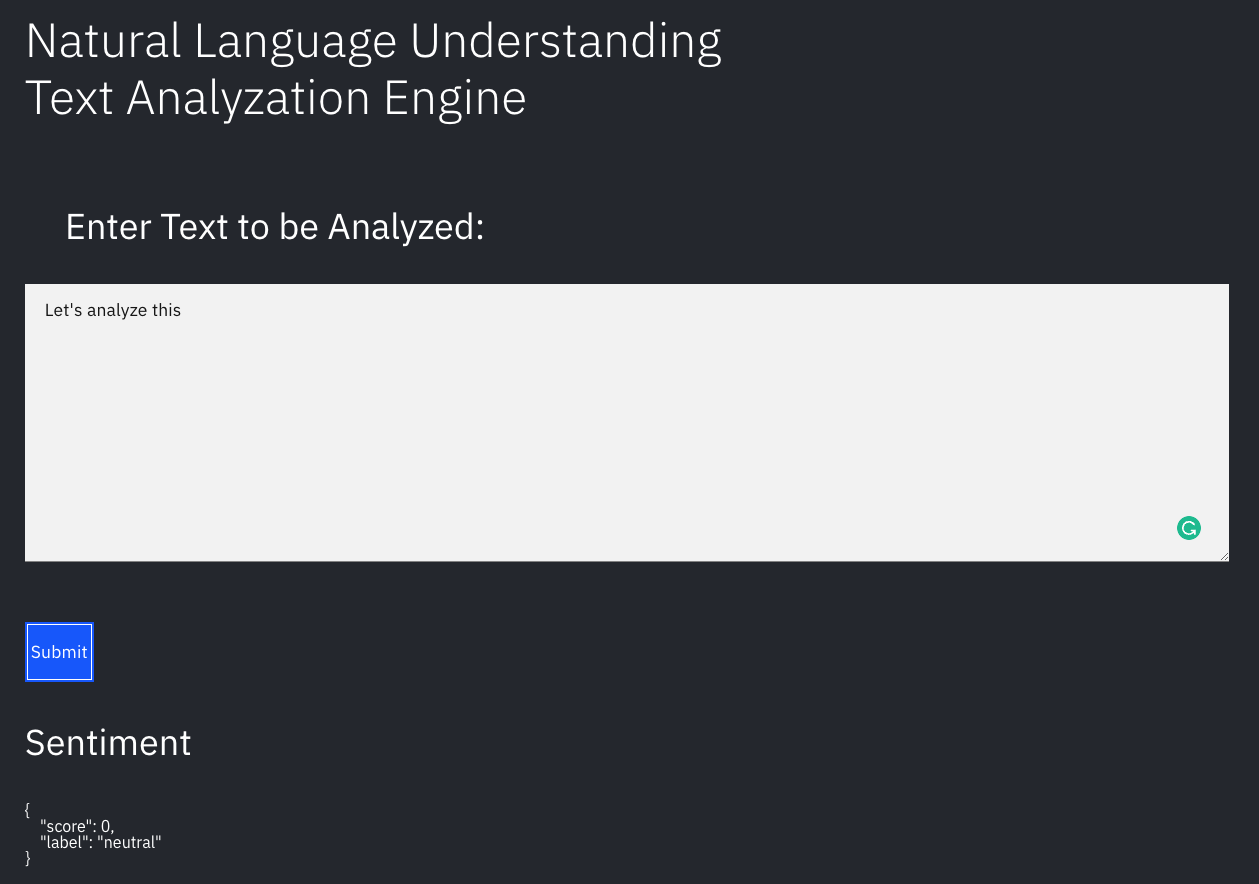 Natural Language Understanding
Text Analyzation Engine
Enter Text to be Analyzed:
Let's analyze this
Submit
Sentiment
{
"score": 0,
"label": "neutral"
}